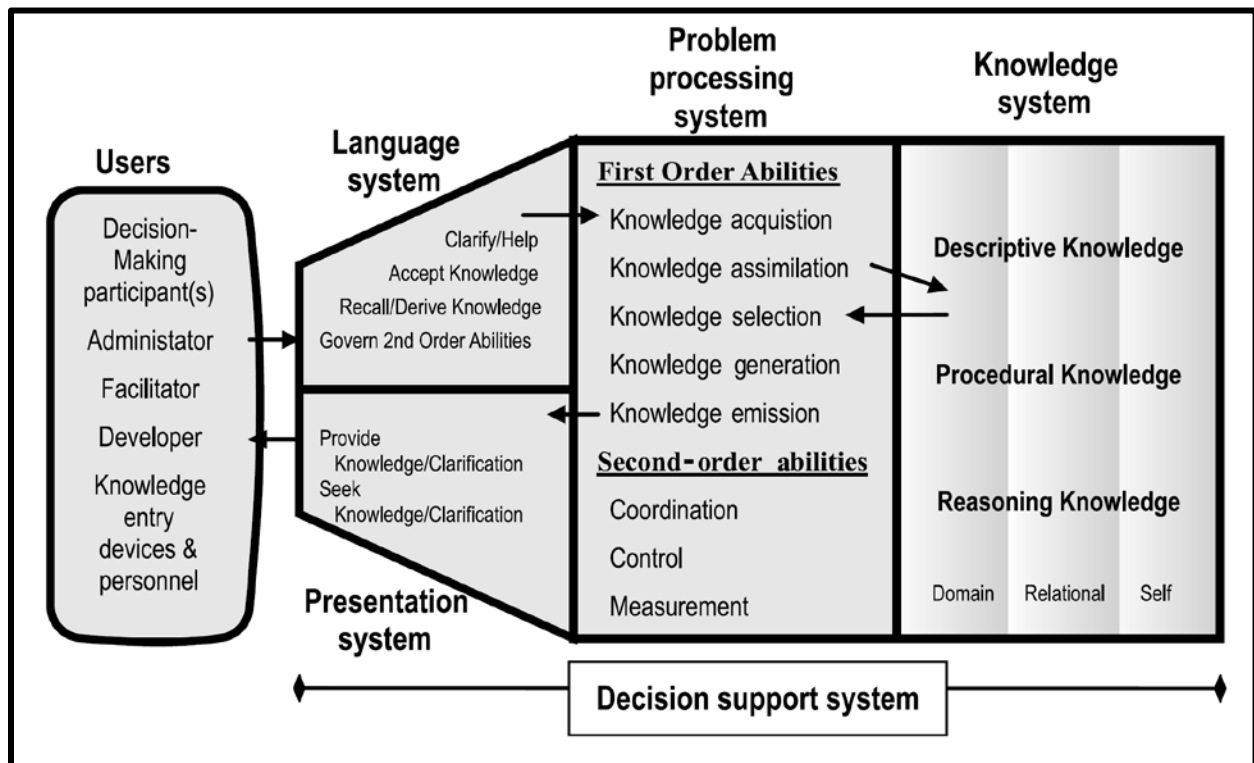 Users
Decision-
Making
participant(s)
Administator
Facilitator
Developer
Knowledge
entry
devices &
personnel
Language
system
Clarify/Help
Accept Knowledge
Recall/Derive Knowledge
Govern 2nd Order Abilities
Provide
Knowledge/Clarification
Seek
Knowledge/Clarification
Presentation
system
Problem
processing
system
First Order Abilities
Knowledge acquistion
Knowledge assimilation
Knowledge selection
Knowledge generation
Knowledge emission
Second-order abilities
Coordination
Control
Measurement
Knowledge
system
Descriptive Knowledge
Procedural Knowledge
Reasoning Knowledge
Domain Relational Self
Decision support system